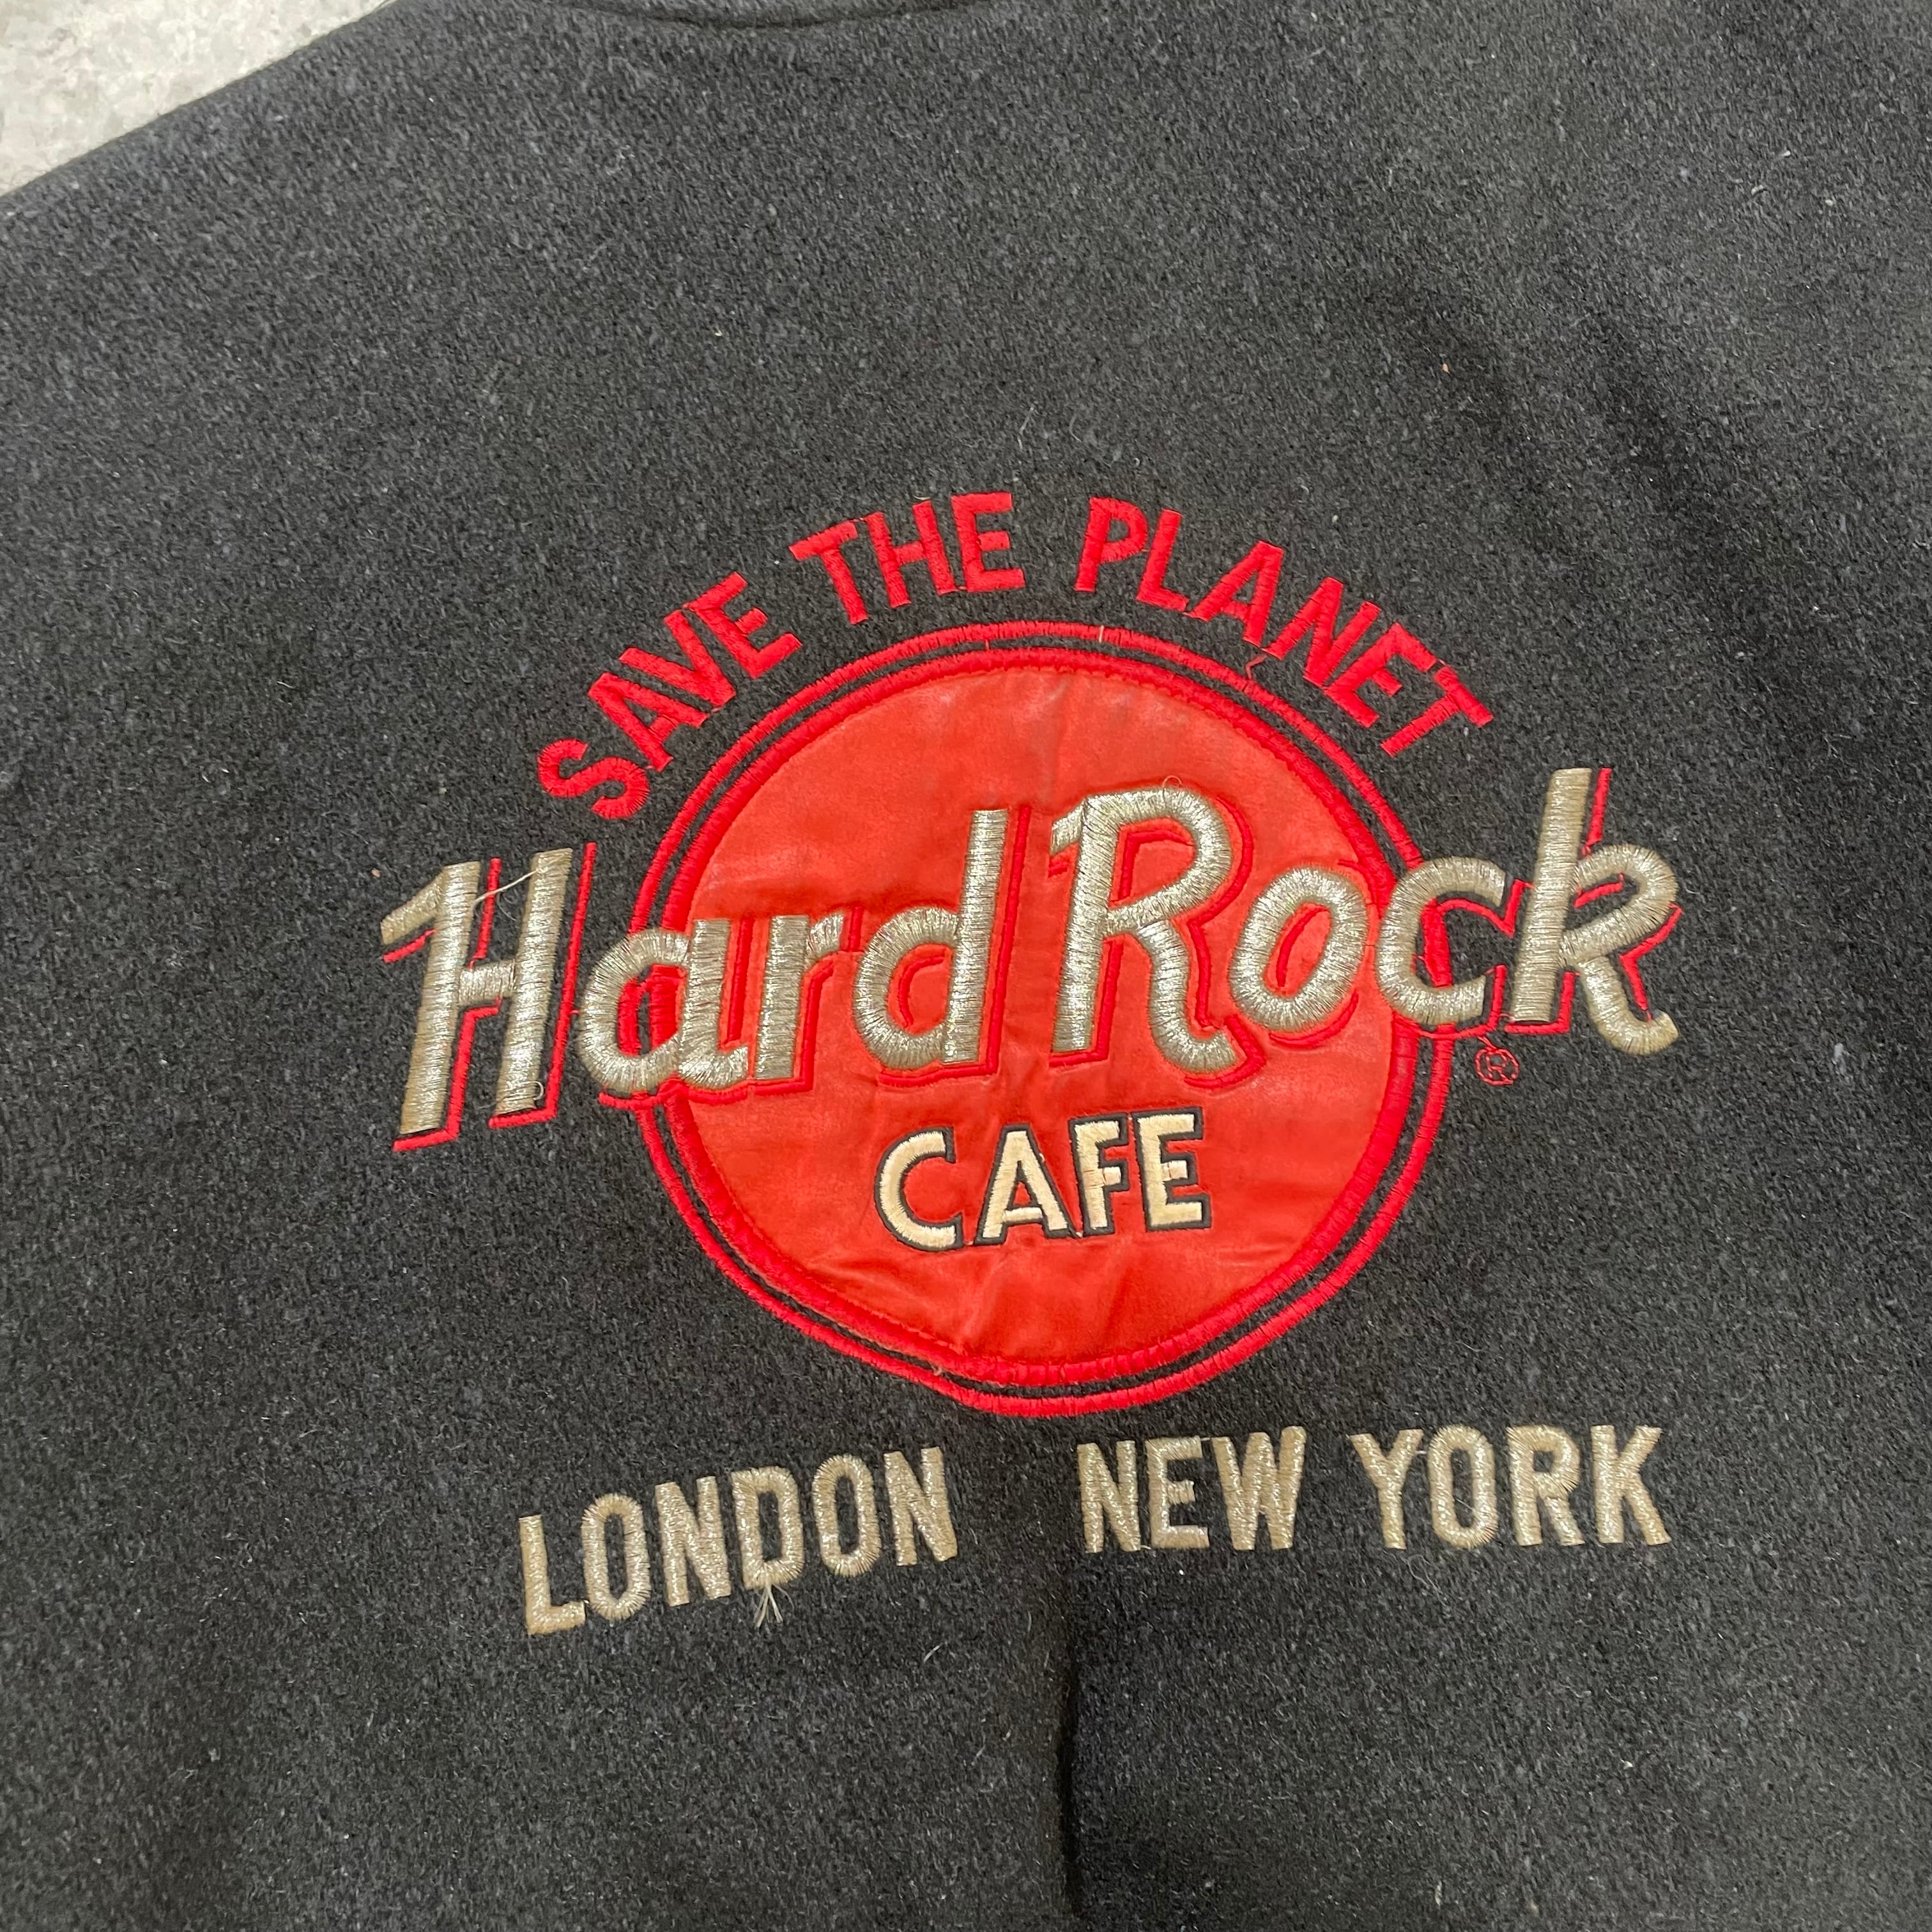 SAVE THE PLANET
Hard Rock
®
CAFE
LONDON NEW YORK